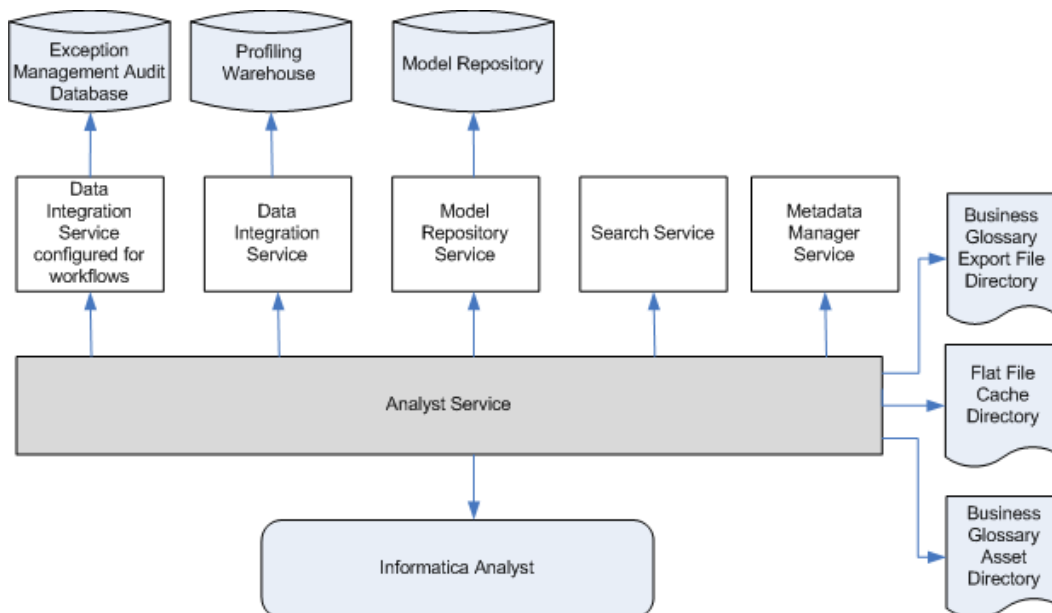 Exception
Management Audit
Database
Profiling
Warehouse
Model Repository
Data
Integration
Service
configured for
workflows
Data
Integration
Service
Model
Repository
Service
Search Service
Metadata
Manager
Service
Business
Glossary
Export File
Directory
Analyst Service
Flat File
Cache
Directory
Informatica Analyst
Business
Glossary
Asset
Directory